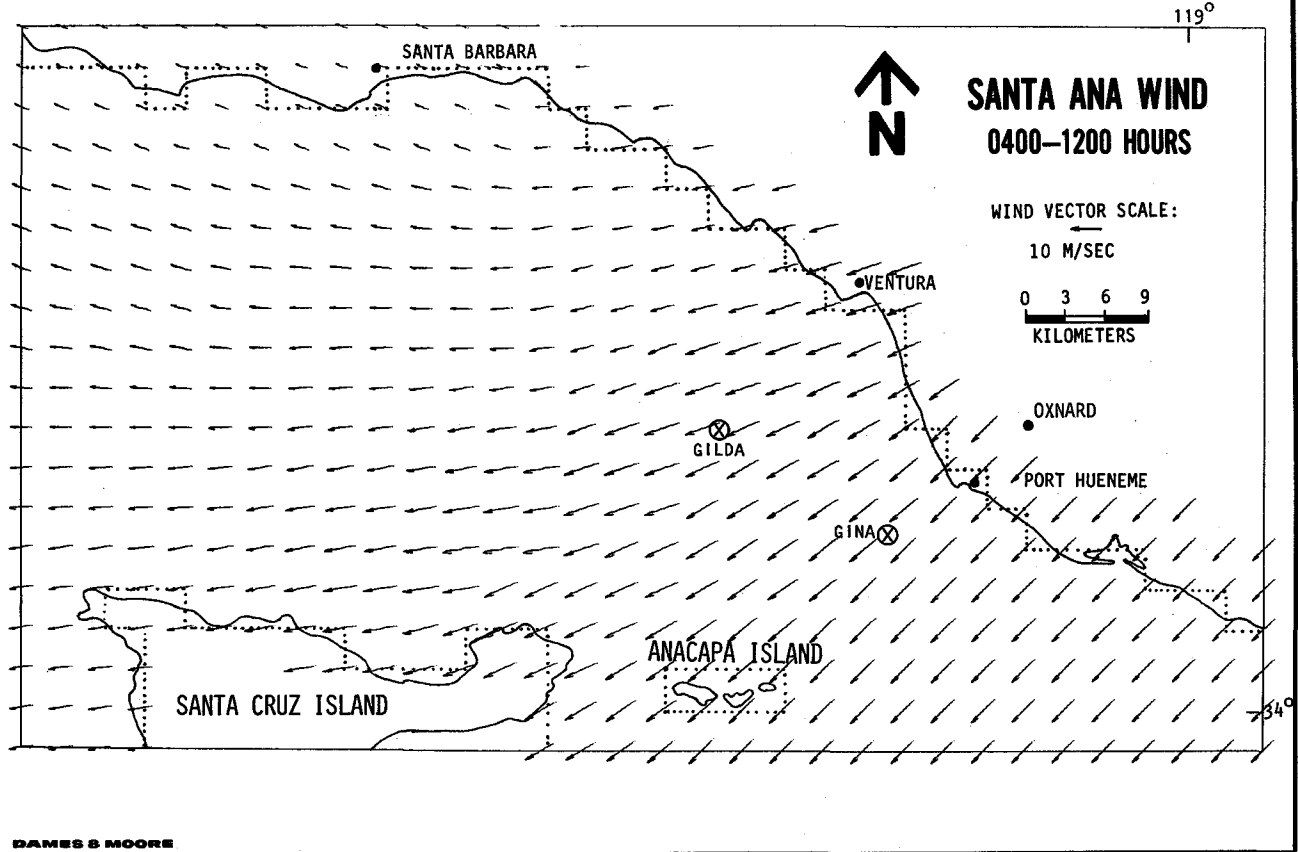 119°
SANTA BARBARA
N
SANTA ANA WIND
0400–1200 HOURS
WIND VECTOR SCALE:
10 M/SEC
VENTURA
0 3 6 9
KILOMETERS
OXNARD
GILDA
PORT HUENEME
GINA
ANACAPA ISLAND
SANTA CRUZ ISLAND
34°
DAMES & MOORE